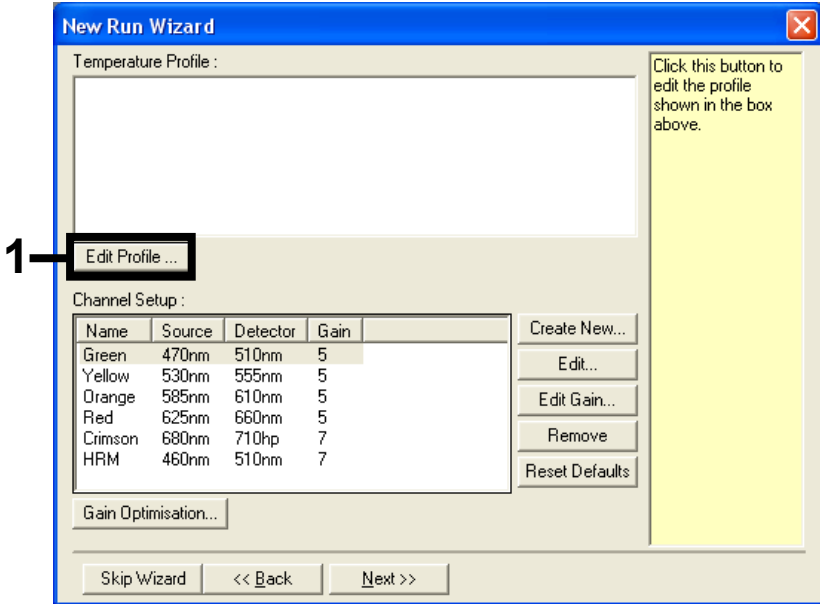 New Run Wizard
Temperature Profile :
Click this button to
edit the profile
shown in the box
above.
1
Edit Profile ...
Channel Setup :
Name Source Detector Gain
Green 470nm 510nm 5
Yellow 530nm 555nm 5
Orange 585nm 610nm 5
Red 625nm 660nm 5
Crimson 680nm 710hp 7
HRM 460nm 510nm 7
Create New...
Edit...
Edit Gain...
Remove
Reset Defaults
Gain Optimisation...
Skip Wizard
<< Back
Next >>